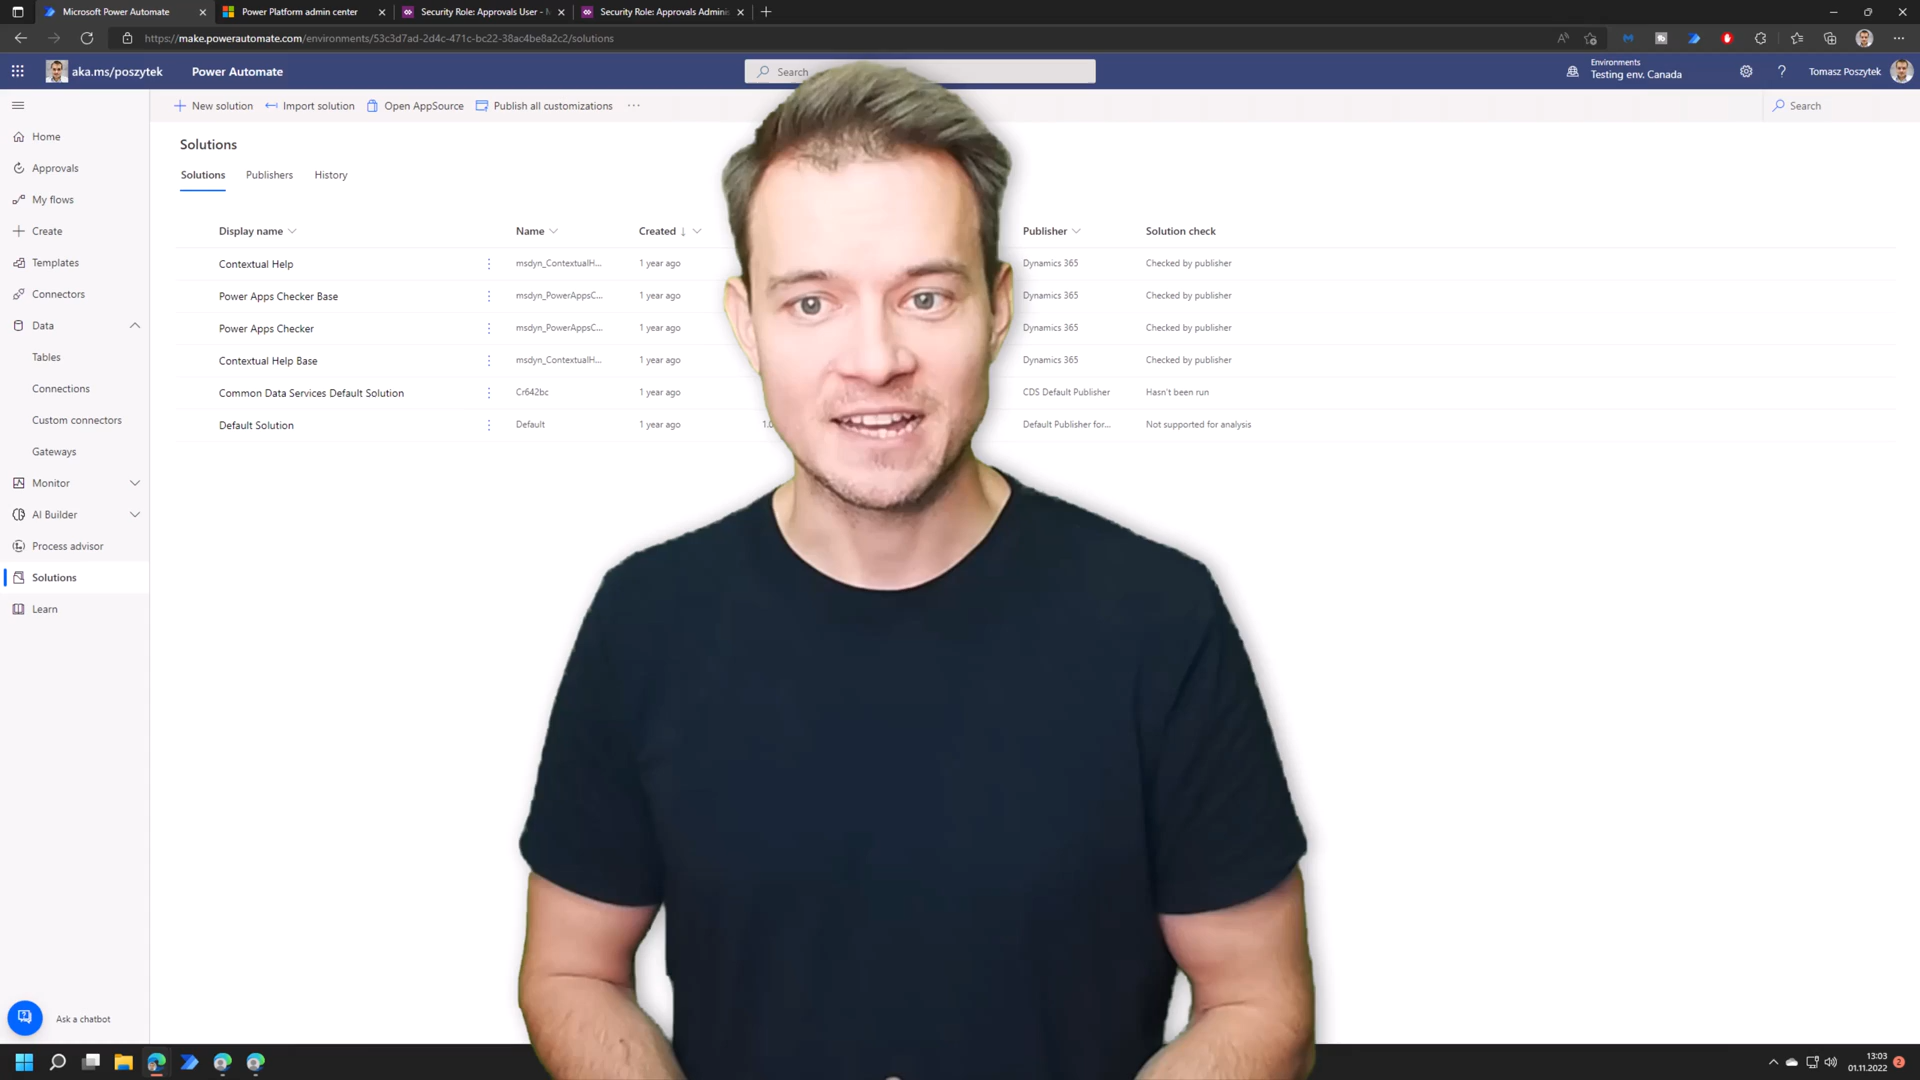 Microsoft Power Automate
Power Platform admin center
Security Role: Approvals User - M
Security Role: Approvals Admini
https://make.powerautomate.com/environments/53c3d7ad-2d4c-471c-bc22-38ac4be8a2c2/solutions
aka.ms/poszytek
Power Automate
Search
Environments
Testing env. Canada
Tomasz Poszytek
New solution
Import solution
Open AppSource
Publish all customizations
Search
Home
Approvals
My flows
Create
Templates
Connectors
Data
Tables
Connections
Custom connectors
Gateways
Monitor
AI Builder
Process advisor
Solutions
Learn
Ask a chatbot
Solutions
Solutions Publishers History
Display name Name Created Publisher Solution check
Contextual Help msdyn_ContextualH... 1 year ago Dynamics 365 Checked by publisher
Power Apps Checker Base msdyn_PowerAppsC... 1 year ago Dynamics 365 Checked by publisher
Power Apps Checker msdyn_PowerAppsC... 1 year ago Dynamics 365 Checked by publisher
Contextual Help Base msdyn_ContextualH... 1 year ago Dynamics 365 Checked by publisher
Common Data Services Default Solution Cr642bc 1 year ago CDS Default Publisher Hasn't been run
Default Solution Default 1 year ago Default Publisher for... Not supported for analysis
13:03
01.11.2022
2